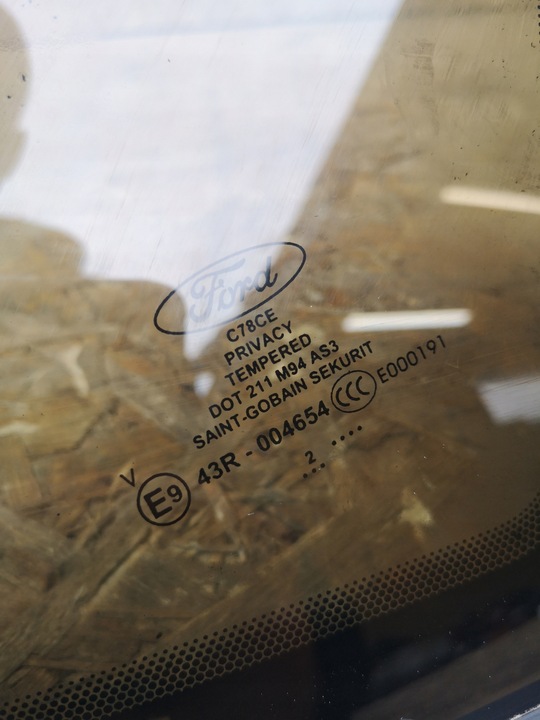 Ford
C78CE
PRIVACY
TEMPERED
DOT 211 M94 AS3
SAINT-GOBAIN SEKURIT
V E9 43R - 004654 CCC E000191
... 2 ....